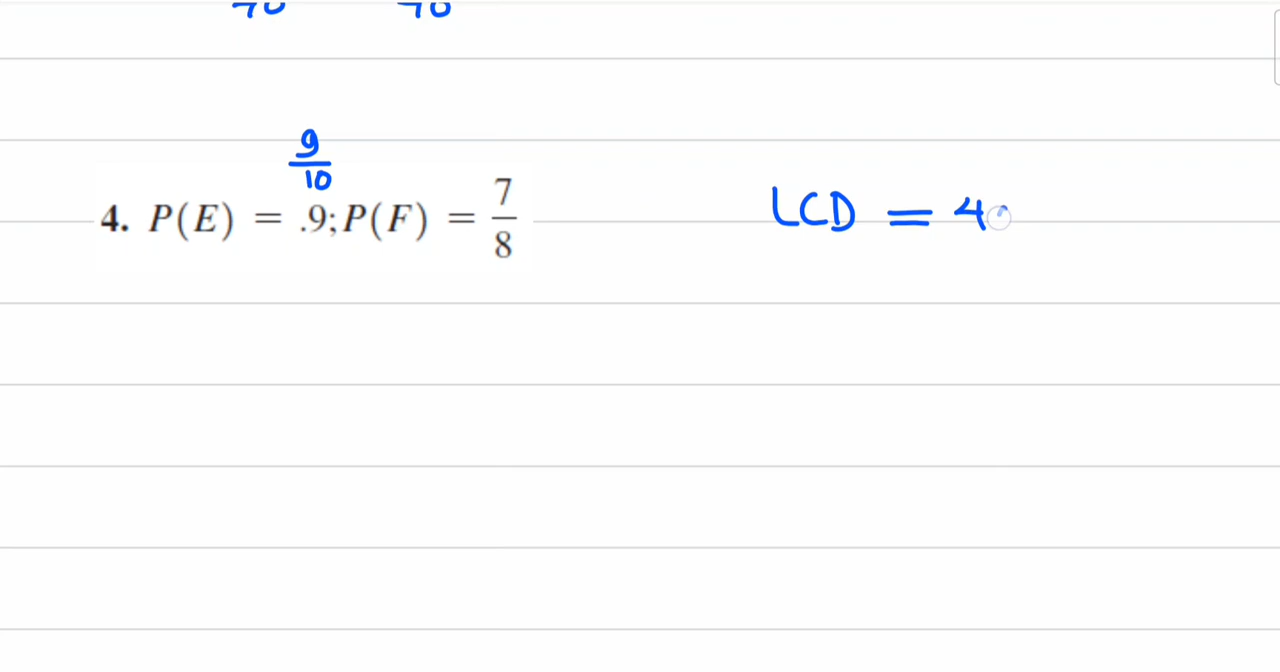 9
10
4. P(E) = .9; P(F) = 7/8
LCD = 4